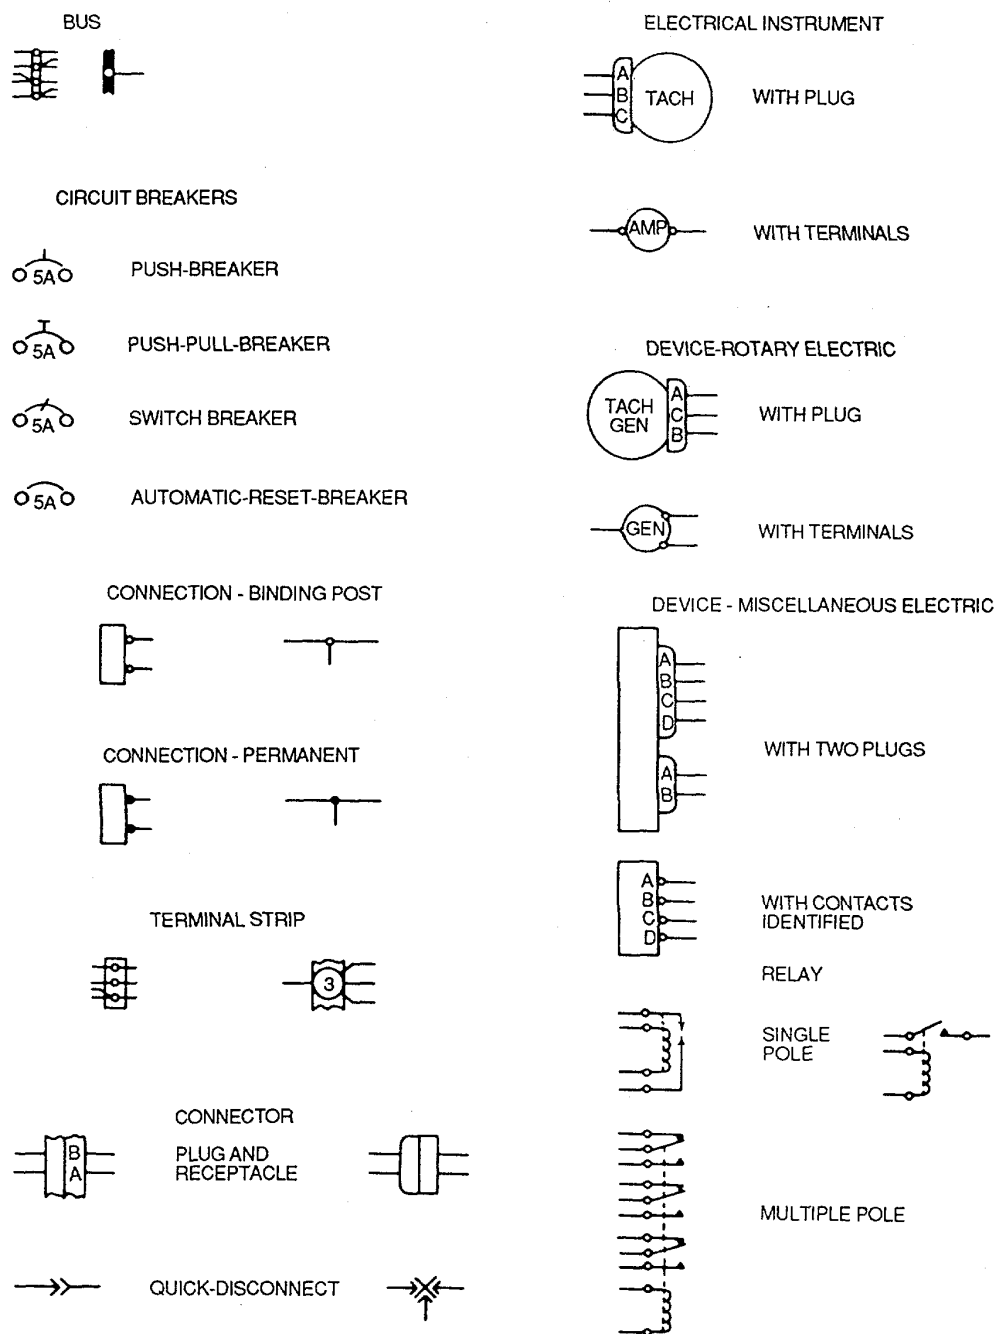 BUS
CIRCUIT BREAKERS
5A
PUSH-BREAKER
5A
PUSH-PULL-BREAKER
5A
SWITCH BREAKER
5A
AUTOMATIC-RESET-BREAKER
CONNECTION - BINDING POST
CONNECTION - PERMANENT
TERMINAL STRIP
3
CONNECTOR
B
A
PLUG AND
RECEPTACLE
QUICK-DISCONNECT
ELECTRICAL INSTRUMENT
A
B
C
TACH
WITH PLUG
AMP
WITH TERMINALS
DEVICE-ROTARY ELECTRIC
TACH
GEN
A
C
B
WITH PLUG
GEN
WITH TERMINALS
DEVICE - MISCELLANEOUS ELECTRIC
A
B
C
D
A
B
WITH TWO PLUGS
A
B
C
D
WITH CONTACTS
IDENTIFIED
RELAY
SINGLE
POLE
MULTIPLE POLE